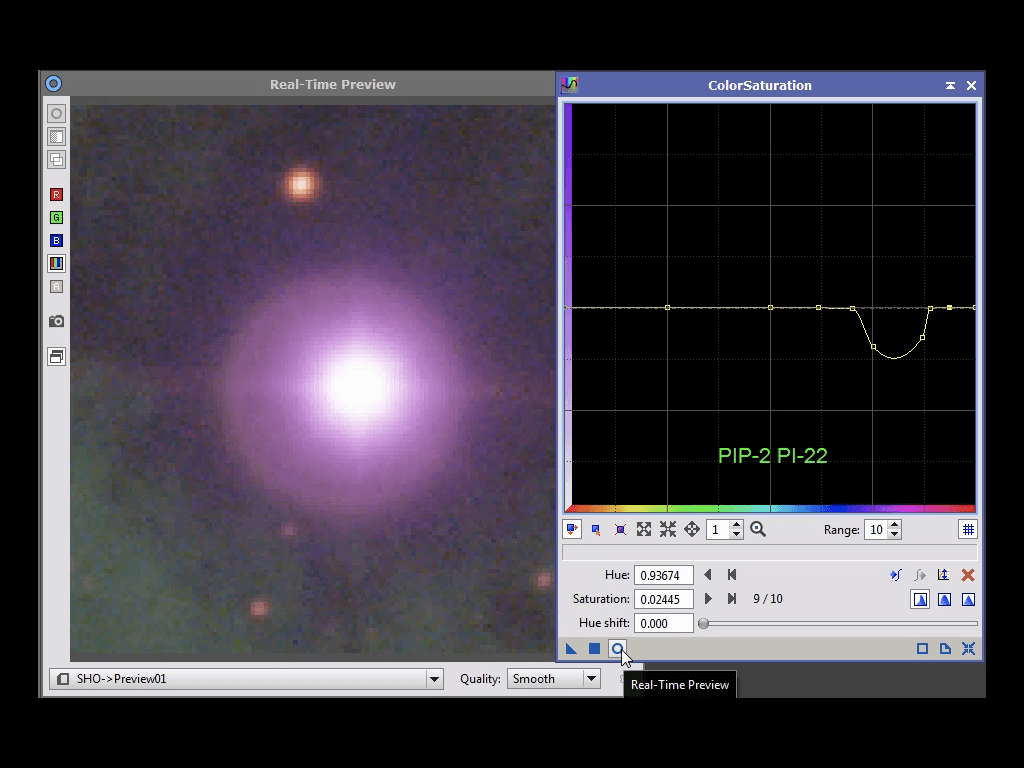 Real-Time Preview
ColorSaturation
R
G
B
A
PIP-2 PI-22
1
Range: 10
Hue: 0.93674
Saturation: 0.02445 9 / 10
Hue shift: 0.000
SHO->Preview01
Quality: Smooth
Real-Time Preview